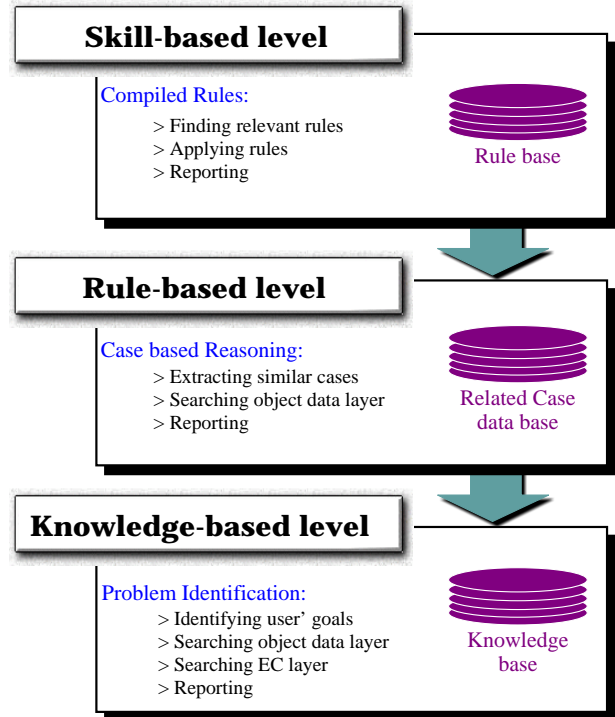 Skill-based level
Compiled Rules:
> Finding relevant rules
> Applying rules
> Reporting
Rule base
Rule-based level
Case based Reasoning:
> Extracting similar cases
> Searching object data layer
> Reporting
Related Case
data base
Knowledge-based level
Problem Identification:
> Identifying user' goals
> Searching object data layer
> Searching EC layer
> Reporting
Knowledge
base